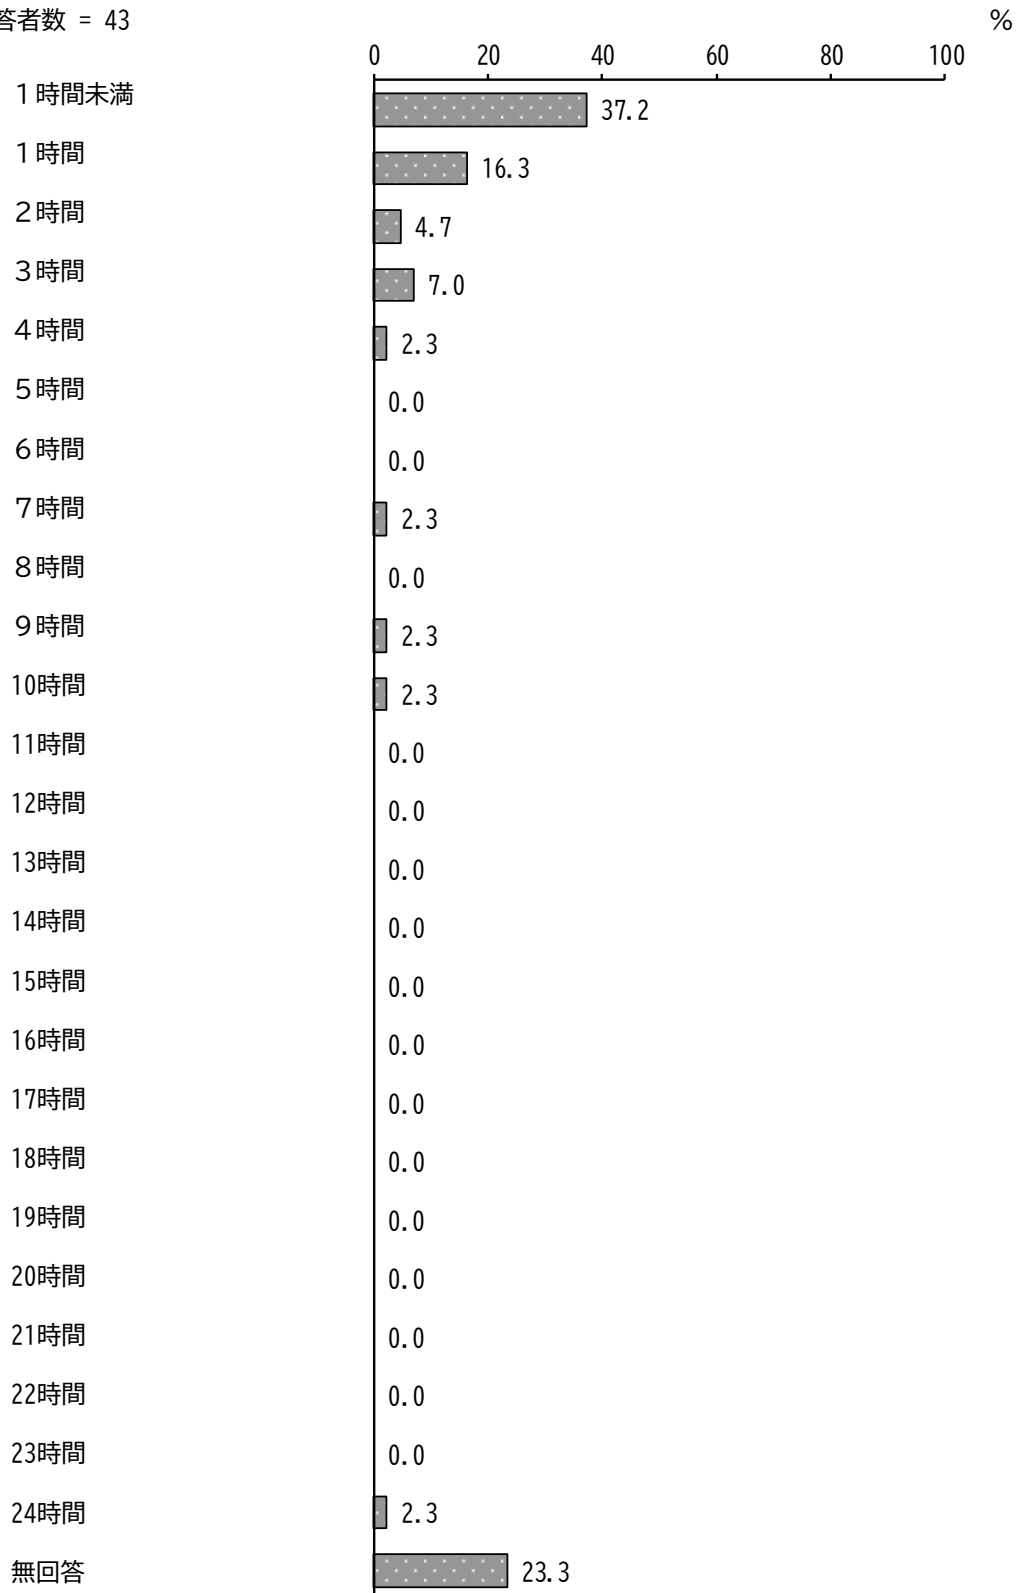 答者数 = 43
%
0 20 40 60 80 100
１時間未満 37.2
１時間 16.3
２時間 4.7
３時間 7.0
４時間 2.3
５時間 0.0
６時間 0.0
７時間 2.3
８時間 0.0
９時間 2.3
10時間 2.3
11時間 0.0
12時間 0.0
13時間 0.0
14時間 0.0
15時間 0.0
16時間 0.0
17時間 0.0
18時間 0.0
19時間 0.0
20時間 0.0
21時間 0.0
22時間 0.0
23時間 0.0
24時間 2.3
無回答 23.3